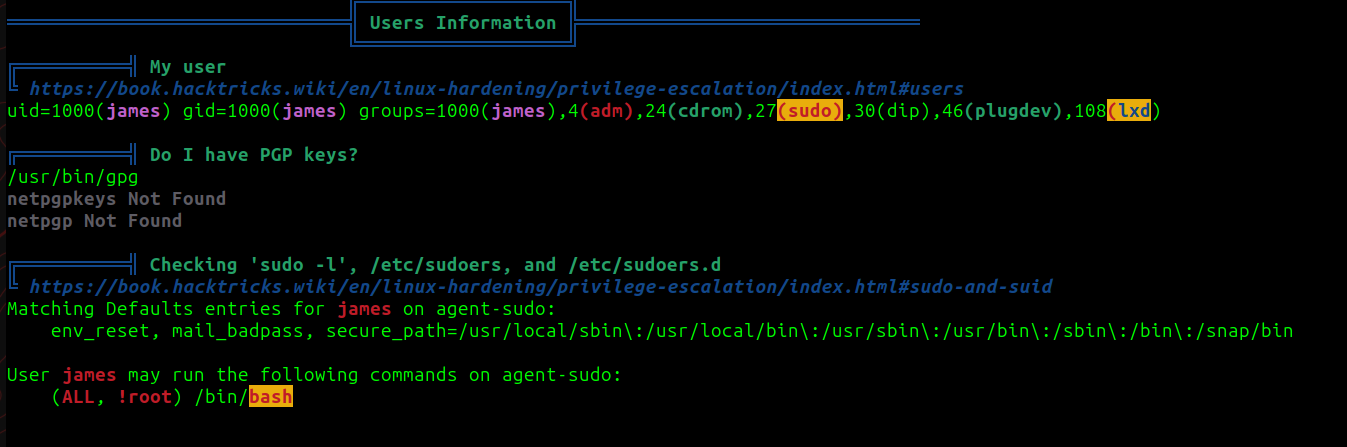 Users Information
My user
https://book.hacktricks.wiki/en/linux-hardening/privilege-escalation/index.html#users
uid=1000(james) gid=1000(james) groups=1000(james),4(adm),24(cdrom),27(sudo),30(dip),46(plugdev),108(lxd)
Do I have PGP keys?
/usr/bin/gpg
netpgpkeys Not Found
netpgp Not Found
Checking 'sudo -l', /etc/sudoers, and /etc/sudoers.d
https://book.hacktricks.wiki/en/linux-hardening/privilege-escalation/index.html#sudo-and-suid
Matching Defaults entries for james on agent-sudo:
env_reset, mail_badpass, secure_path=/usr/local/sbin\:/usr/local/bin\:/usr/sbin\:/usr/bin\:/sbin\:/bin\:/snap/bin
User james may run the following commands on agent-sudo:
(ALL, !root) /bin/bash